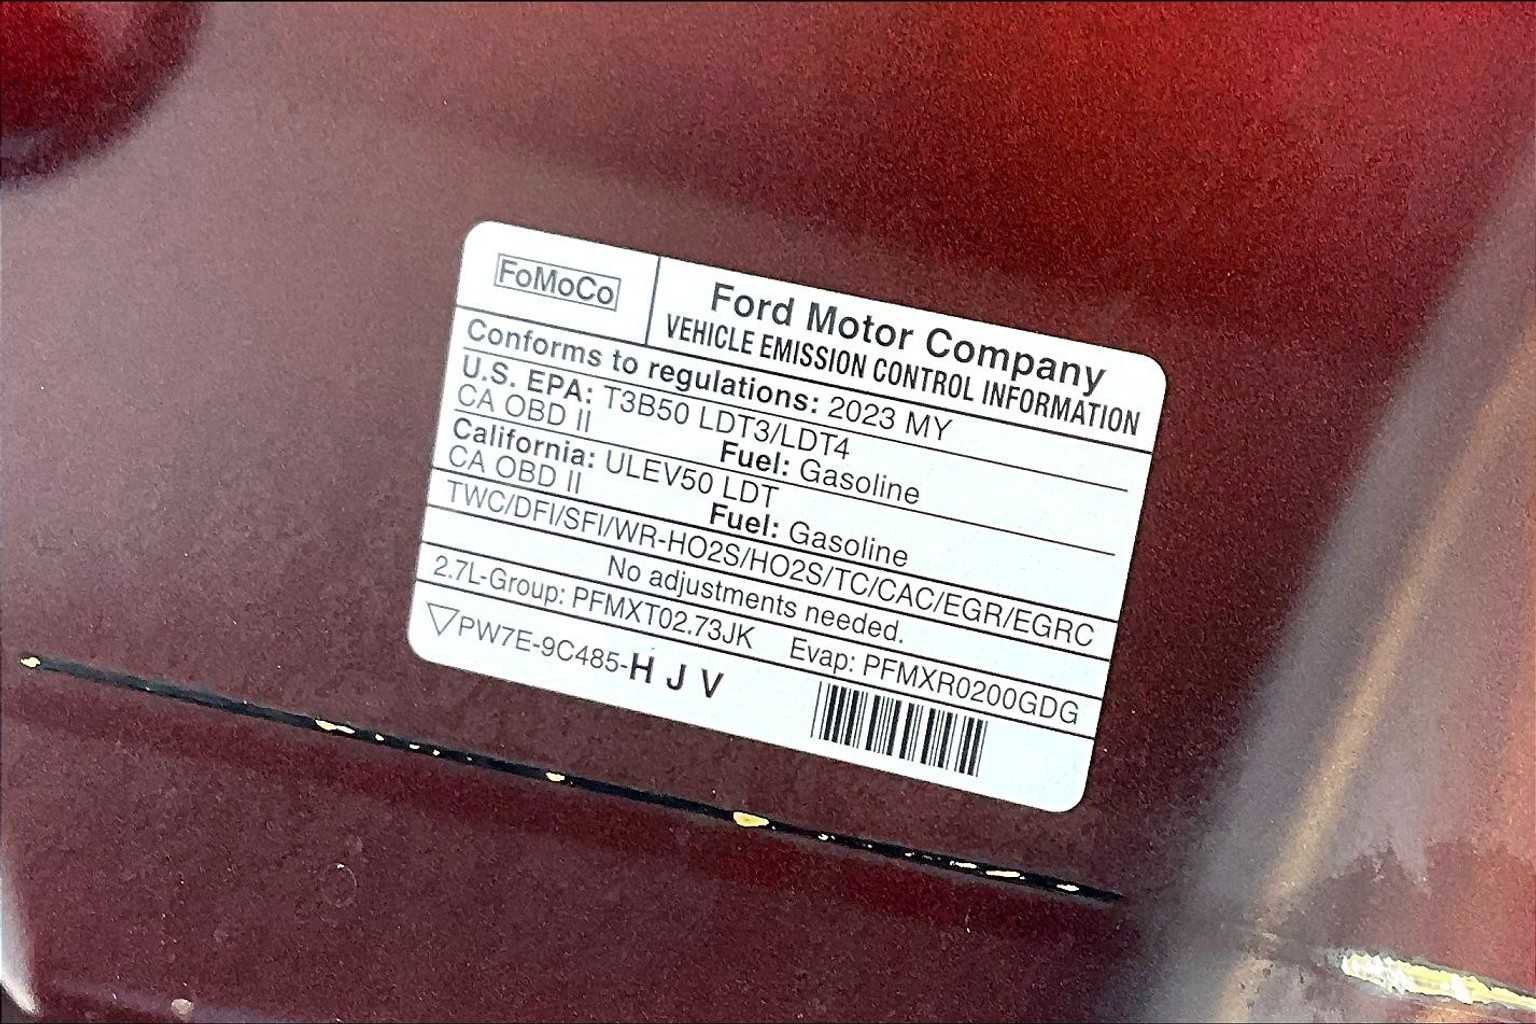 FoMoCo
Ford Motor Company
VEHICLE EMISSION CONTROL INFORMATION
Conforms to regulations: 2023 MY
U.S. EPA: T3B50 LDT3/LDT4
CA OBD II Fuel: Gasoline
California: ULEV50 LDT
CA OBD II Fuel: Gasoline
TWC/DFI/SFI/WR-HO2S/HO2S/TC/CAC/EGR/EGRC
No adjustments needed.
2.7L-Group: PFMXT02.73JK Evap: PFMXR0200GDG
PW7E-9C485-H J V